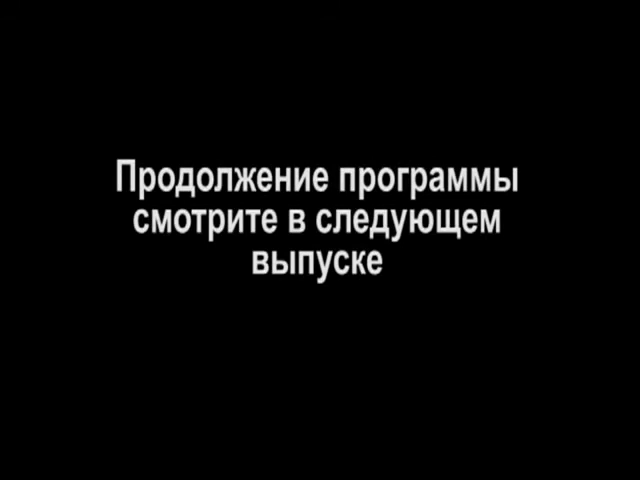 Продолжение программы
смотрите в следующем
выпуске